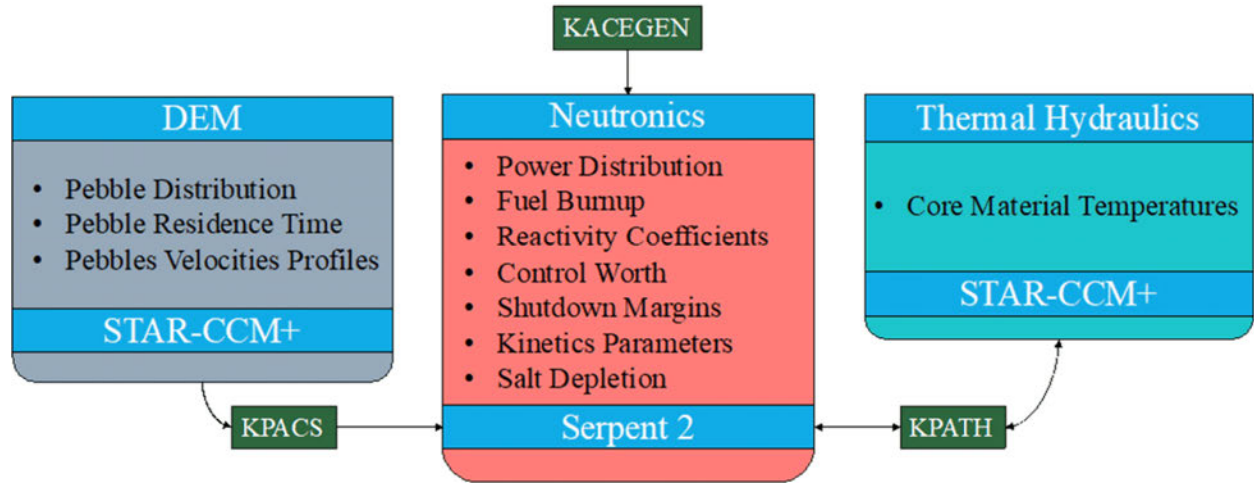 KACEGEN
DEM
• Pebble Distribution
• Pebble Residence Time
• Pebbles Velocities Profiles
STAR-CCM+
Neutronics
• Power Distribution
• Fuel Burnup
• Reactivity Coefficients
• Control Worth
• Shutdown Margins
• Kinetics Parameters
• Salt Depletion
Serpent 2
Thermal Hydraulics
• Core Material Temperatures
STAR-CCM+
KPACS
KPATH